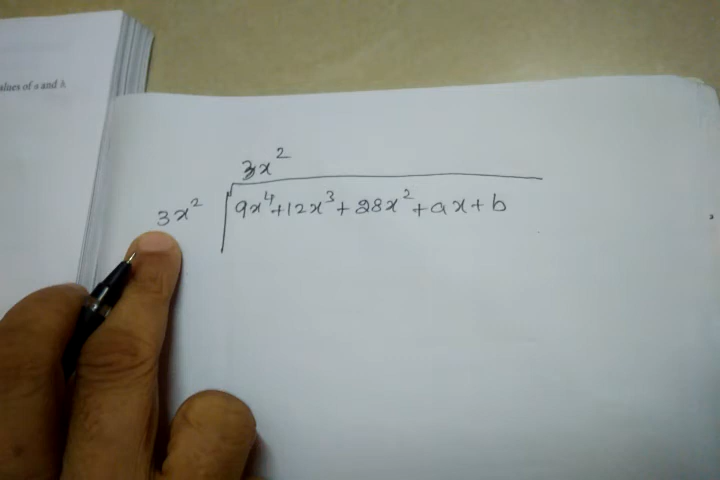 alues of a and b.
3x²
3x² 9x⁴+12x³+28x²+ax+b